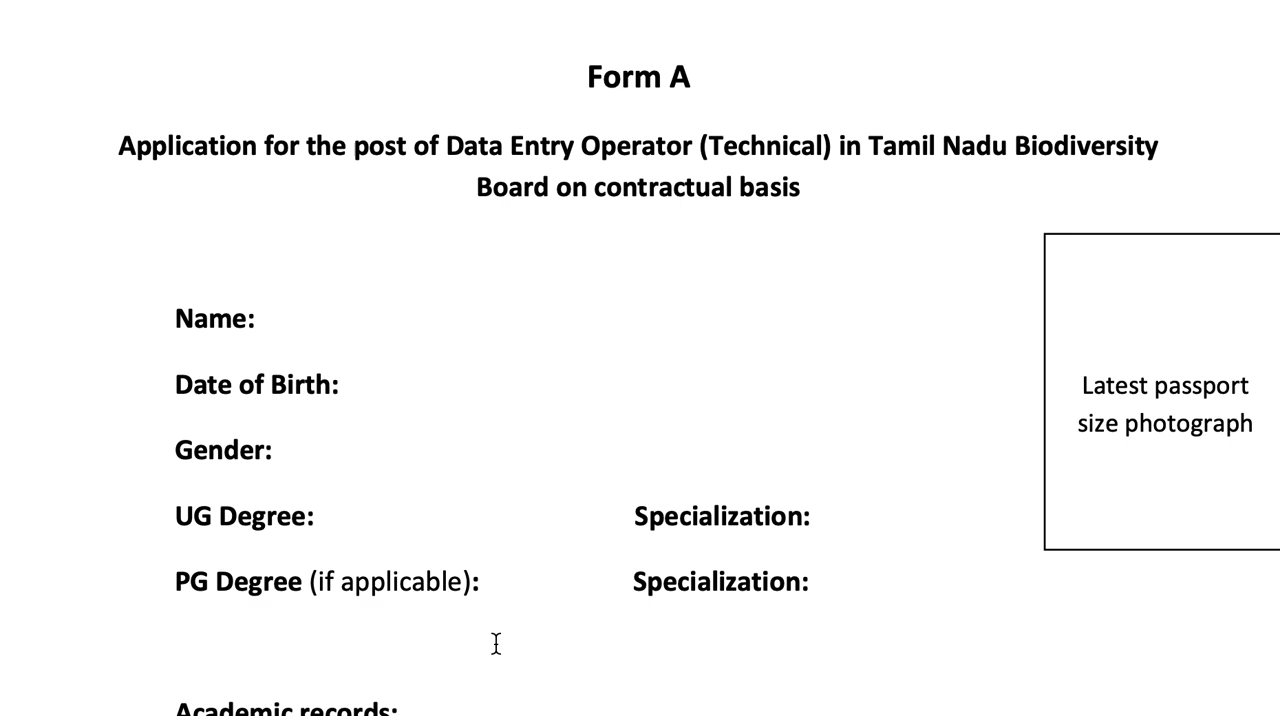 Form A
Application for the post of Data Entry Operator (Technical) in Tamil Nadu Biodiversity
Board on contractual basis
Name:
Date of Birth:
Latest passport
size photograph
Gender:
UG Degree: Specialization:
PG Degree (if applicable): Specialization:
Academic records: